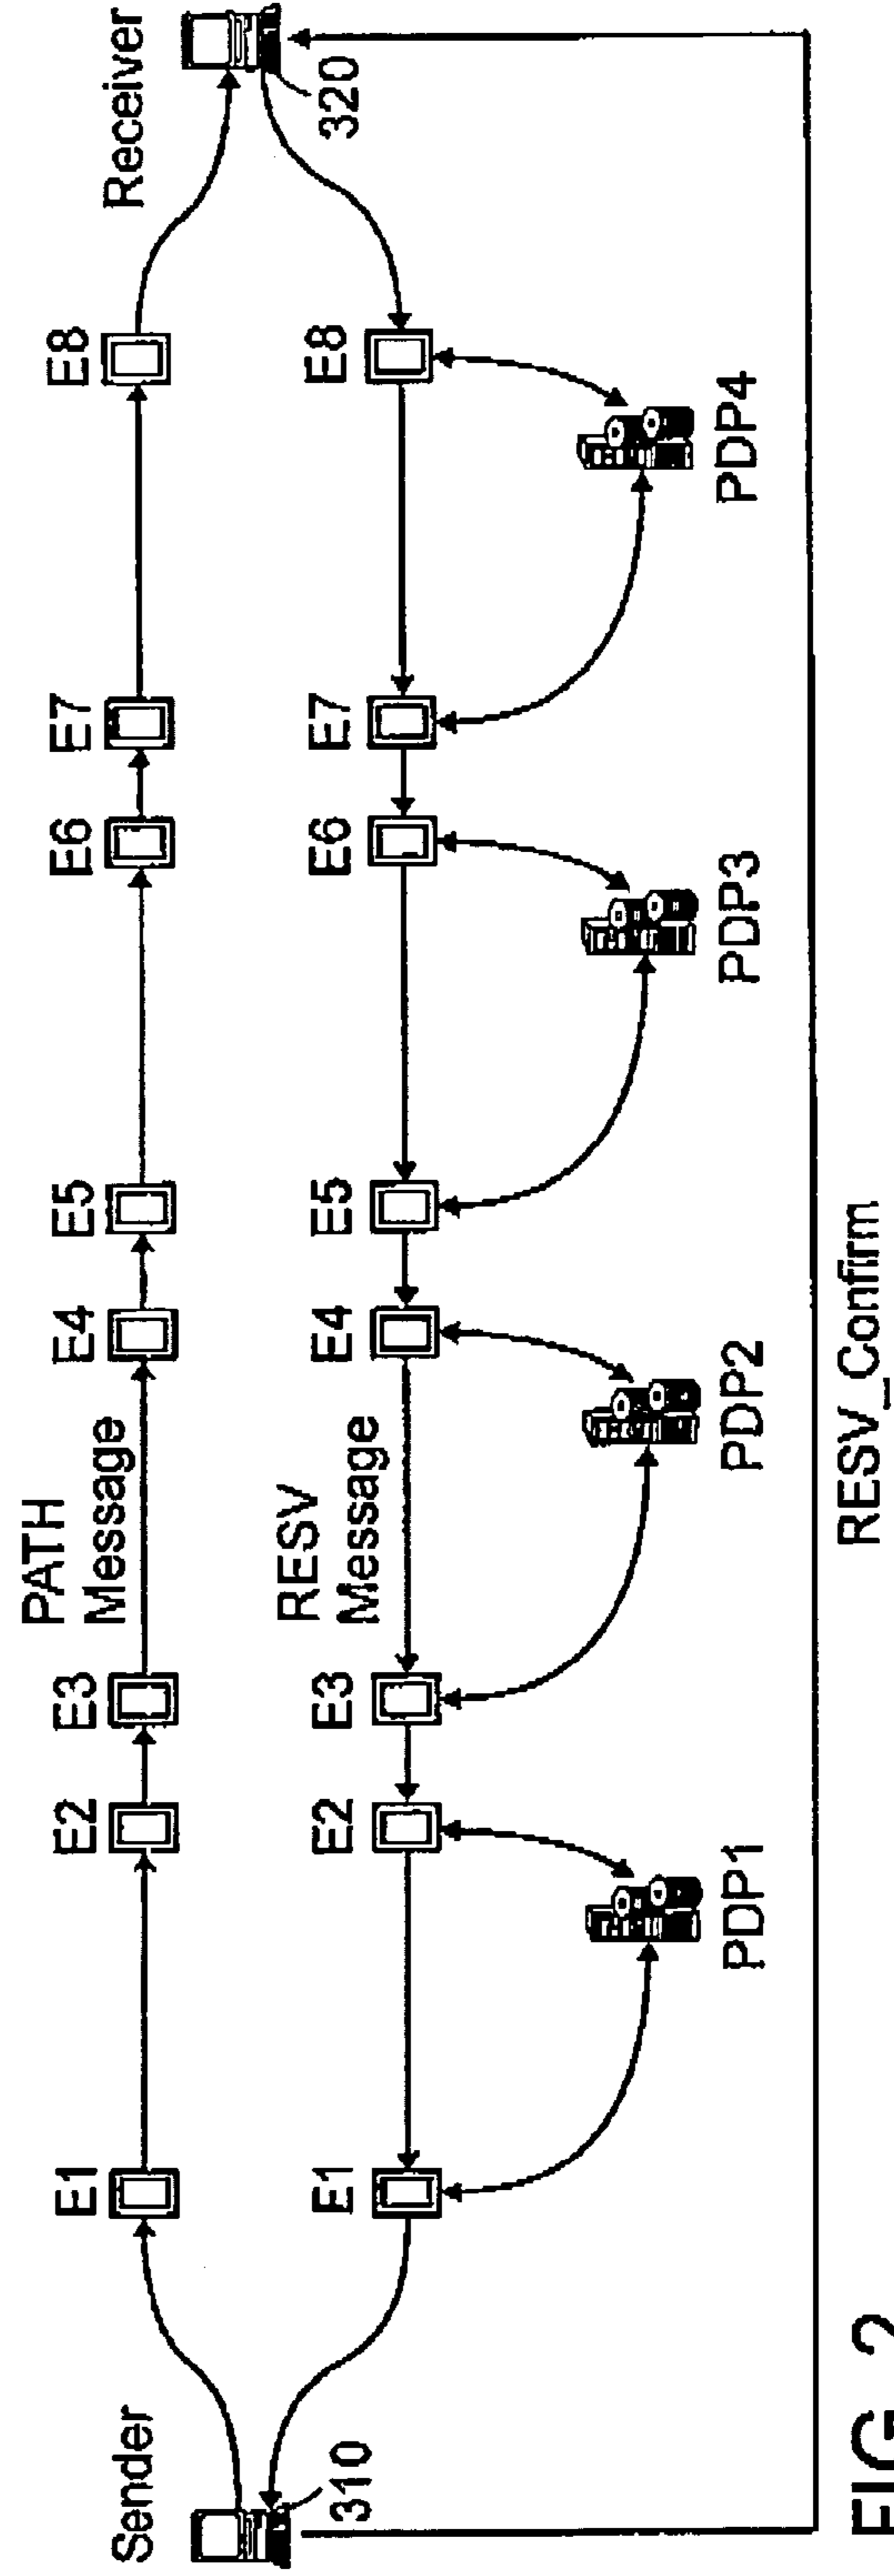 Sender
Receiver
PATH
Message
E1
E2
E3
E4
E5
E6
E7
E8
310
320
RESV
Message
E1
E2
E3
E4
E5
E6
E7
E8
PDP1
PDP2
PDP3
PDP4
RESV_Confirm
FIG. 2